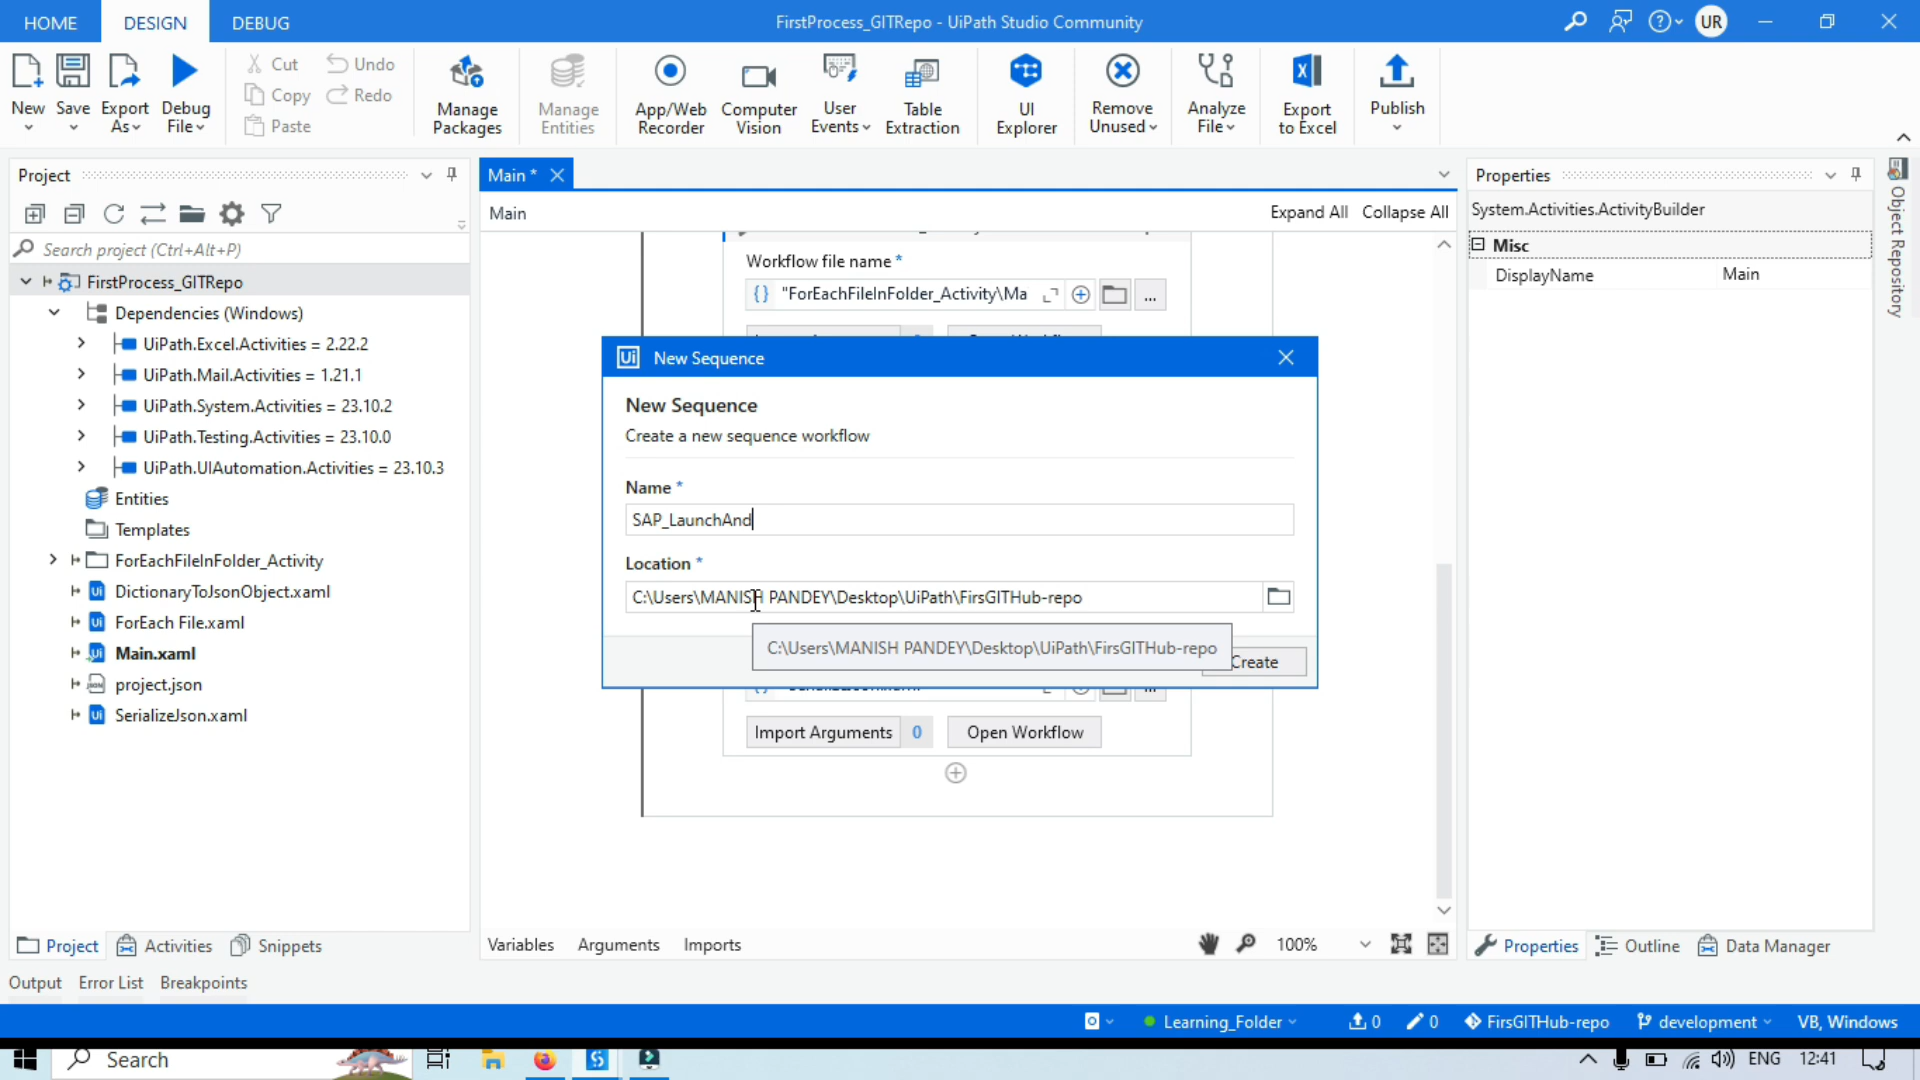 HOME DESIGN DEBUG FirstProcess_GITRepo - UiPath Studio Community UR
New Save Export As Debug File
Cut Undo
Copy Redo
Paste
Manage Packages
Manage Entities
App/Web Recorder
Computer Vision
User Events
Table Extraction
UI Explorer
Remove Unused
Analyze File
Export to Excel
Publish
Project
Search project (Ctrl+Alt+P)
FirstProcess_GITRepo
Dependencies (Windows)
UiPath.Excel.Activities = 2.22.2
UiPath.Mail.Activities = 1.21.1
UiPath.System.Activities = 23.10.2
UiPath.Testing.Activities = 23.10.0
UiPath.UIAutomation.Activities = 23.10.3
Entities
Templates
ForEachFileInFolder_Activity
DictionaryToJsonObject.xaml
ForEach File.xaml
Main.xaml
project.json
SerializeJson.xaml
Project Activities Snippets
Main *
Main Expand All Collapse All
Workflow file name *
"ForEachFileInFolder_Activity\Ma ...
Ui New Sequence
New Sequence
Create a new sequence workflow
Name *
SAP_LaunchAnd
Location *
C:\Users\MANISH PANDEY\Desktop\UiPath\FirsGITHub-repo
C:\Users\MANISH PANDEY\Desktop\UiPath\FirsGITHub-repo
Create
Import Arguments 0 Open Workflow
Variables Arguments Imports 100%
Properties
System.Activities.ActivityBuilder
Misc
DisplayName Main
Object Repository
Properties Outline Data Manager
Output Error List Breakpoints
Learning_Folder 0 0 FirsGITHub-repo development VB, Windows
Search ENG 12:41